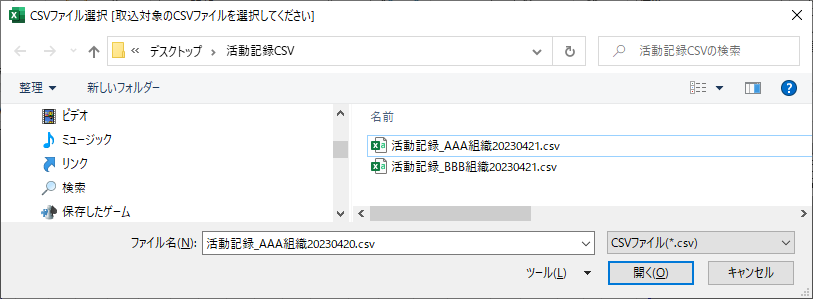 CSVファイル選択 [取込対象のCSVファイルを選択してください]
« デスクトップ › 活動記録CSV
活動記録CSVの検索
整理 新しいフォルダー
ビデオ
ミュージック
リンク
検索
保存したゲーム
名前
活動記録_AAA組織20230421.csv
活動記録_BBB組織20230421.csv
ファイル名(N): 活動記録_AAA組織20230420.csv CSVファイル(*.csv)
ツール(L) 開く(O) キャンセル